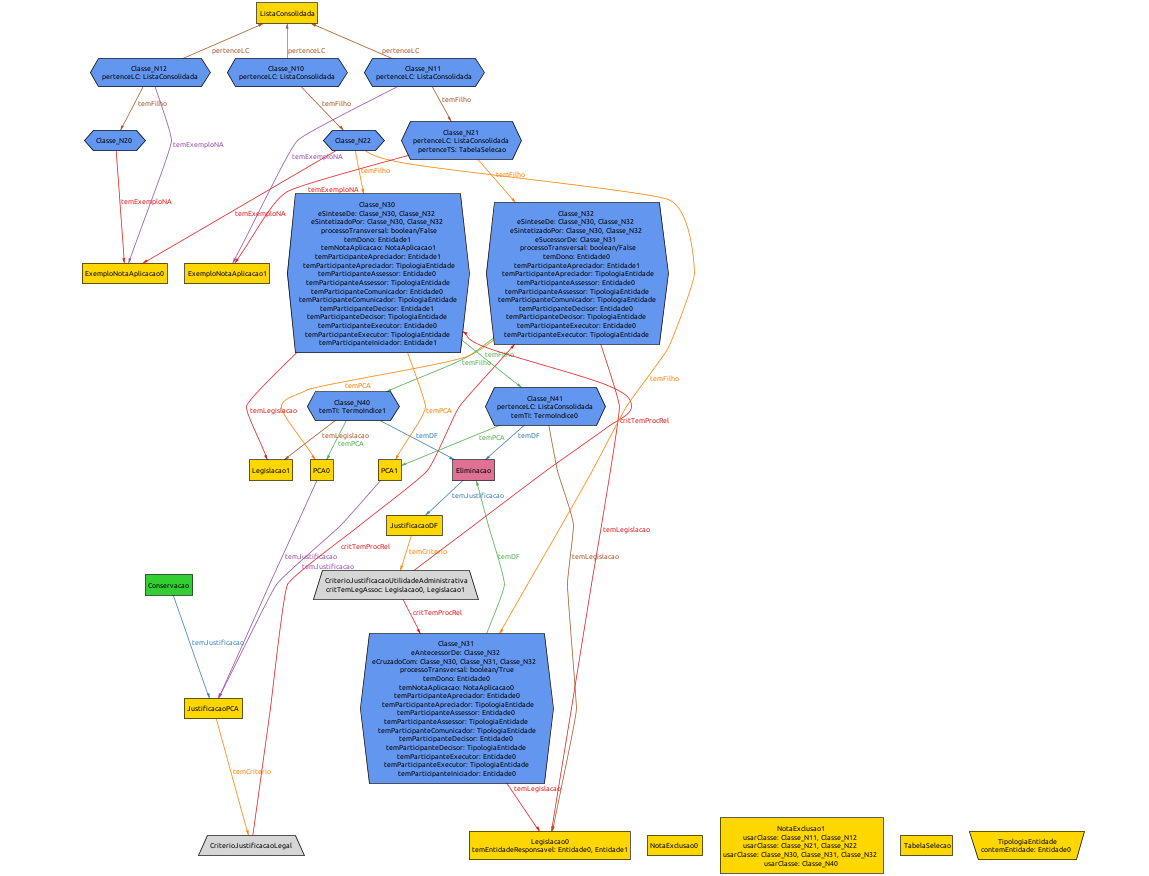 ListaConsolidada
pertenceLC
pertenceLC
pertenceLC
Classe_N12
pertenceLC: ListaConsolidada
Classe_N10
pertenceLC: ListaConsolidada
Classe_N11
pertenceLC: ListaConsolidada
temFilho
temFilho
temFilho
Classe_N20
temExemploNA
temExemploNA
Classe_N22
Classe_N21
pertenceLC: ListaConsolidada
pertenceTS: TabelaSelecao
temFilho
temFilho
temExemploNA
temExemploNA
temExemploNA
ExemploNotaAplicacao0
ExemploNotaAplicacao1
Classe_N30
eSinteseDe: Classe_N30, Classe_N32
eSintetizadoPor: Classe_N30, Classe_N32
processoTransversal: boolean/False
temDono: Entidade1
temNotaAplicacao: NotaAplicacao1
temParticipanteApreciador: Entidade1
temParticipanteApreciador: TipologiaEntidade
temParticipanteAssessor: Entidade0
temParticipanteAssessor: TipologiaEntidade
temParticipanteComunicador: Entidade0
temParticipanteComunicador: TipologiaEntidade
temParticipanteDecisor: Entidade1
temParticipanteDecisor: TipologiaEntidade
temParticipanteExecutor: Entidade0
temParticipanteExecutor: TipologiaEntidade
temParticipanteIniciador: Entidade1
Classe_N32
eSinteseDe: Classe_N30, Classe_N32
eSintetizadoPor: Classe_N30, Classe_N32
eSucessorDe: Classe_N31
processoTransversal: boolean/False
temDono: Entidade0
temParticipanteApreciador: Entidade1
temParticipanteApreciador: TipologiaEntidade
temParticipanteAssessor: Entidade0
temParticipanteAssessor: TipologiaEntidade
temParticipanteComunicador: TipologiaEntidade
temParticipanteDecisor: Entidade0
temParticipanteDecisor: TipologiaEntidade
temParticipanteExecutor: Entidade0
temParticipanteExecutor: TipologiaEntidade
temFilho
temFilho
temFilho
temPCA
Classe_N40
temTI: TermoIndice1
Classe_N41
pertenceLC: ListaConsolidada
temTI: TermoIndice0
temLegislacao
temPCA
critTemProcRel
temLegislacao
temPCA
temDF
temPCA
temDF
Legislacao1
PCA0
PCA1
Eliminacao
temJustificacao
JustificacaoDF
temLegislacao
critTemProcRel
temCriterio
temJustificacao
temJustificacao
temDF
temLegislacao
Conservacao
CriterioJustificacaoUtilidadeAdministrativa
critTemLegAssoc: Legislacao0, Legislacao1
critTemProcRel
temJustificacao
Classe_N31
eAntecessorDe: Classe_N32
eCruzadoCom: Classe_N30, Classe_N31, Classe_N32
processoTransversal: boolean/True
temDono: Entidade0
temNotaAplicacao: NotaAplicacao0
temParticipanteApreciador: Entidade0
temParticipanteApreciador: TipologiaEntidade
temParticipanteAssessor: Entidade0
temParticipanteAssessor: TipologiaEntidade
temParticipanteComunicador: TipologiaEntidade
temParticipanteDecisor: Entidade0
temParticipanteDecisor: TipologiaEntidade
temParticipanteExecutor: Entidade0
temParticipanteExecutor: TipologiaEntidade
temParticipanteIniciador: Entidade0
JustificacaoPCA
temCriterio
temLegislacao
CriterioJustificacaoLegal
Legislacao0
temEntidadeResponsavel: Entidade0, Entidade1
NotaExclusao0
NotaExclusao1
usarClasse: Classe_N11, Classe_N12
usarClasse: Classe_N21, Classe_N22
usarClasse: Classe_N30, Classe_N31, Classe_N32
usarClasse: Classe_N40
TabelaSelecao
TipologiaEntidade
contemEntidade: Entidade0